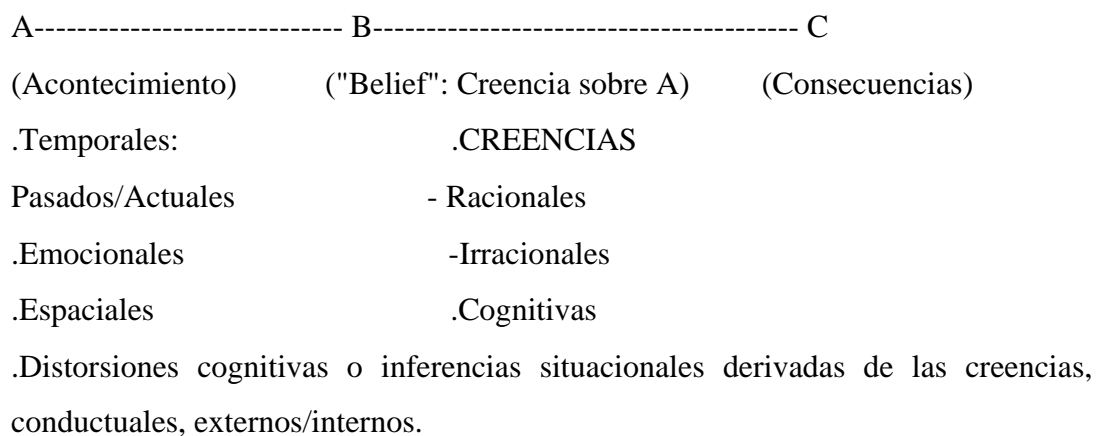 A----------------------------- B---------------------------------------- C
(Acontecimiento) ("Belief": Creencia sobre A) (Consecuencias)
.Temporales: .CREENCIAS
Pasados/Actuales - Racionales
.Emocionales -Irracionales
.Espaciales .Cognitivas
.Distorsiones cognitivas o inferencias situacionales derivadas de las creencias,
conductuales, externos/internos.